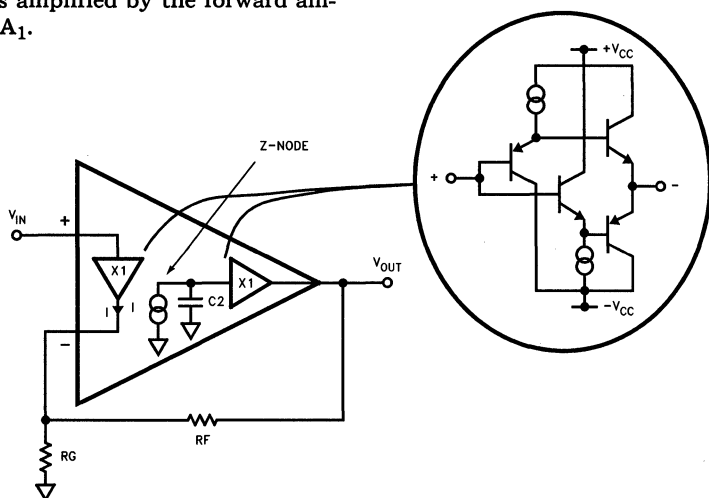 s amplified by the forward am-
A1.
Z-NODE
+VCC
+
-
VIN
+
X1
I I
-
X1
C2
VOUT
-VCC
RF
RG